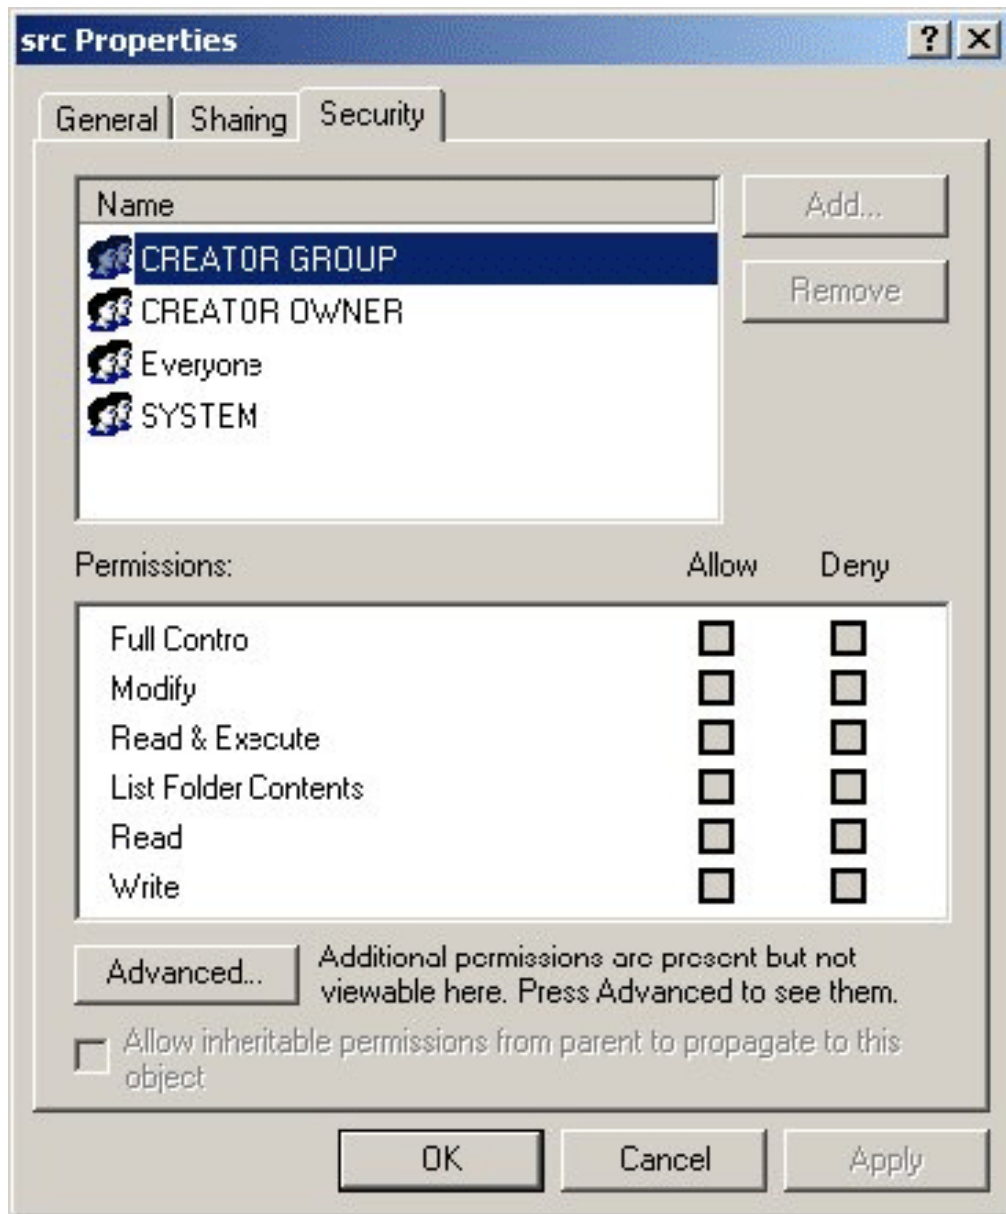 src Properties
General Sharing Security
Name
Add...
CREATOR GROUP
Remove
CREATOR OWNER
Everyone
SYSTEM
Permissions: Allow Deny
Full Contro
Modify
Read & Execute
List Folder Contents
Read
Write
Advanced...
Additional permissions are present but not
viewable here. Press Advanced to see them.
Allow inheritable permissions from parent to propagate to this
object
OK Cancel Apply